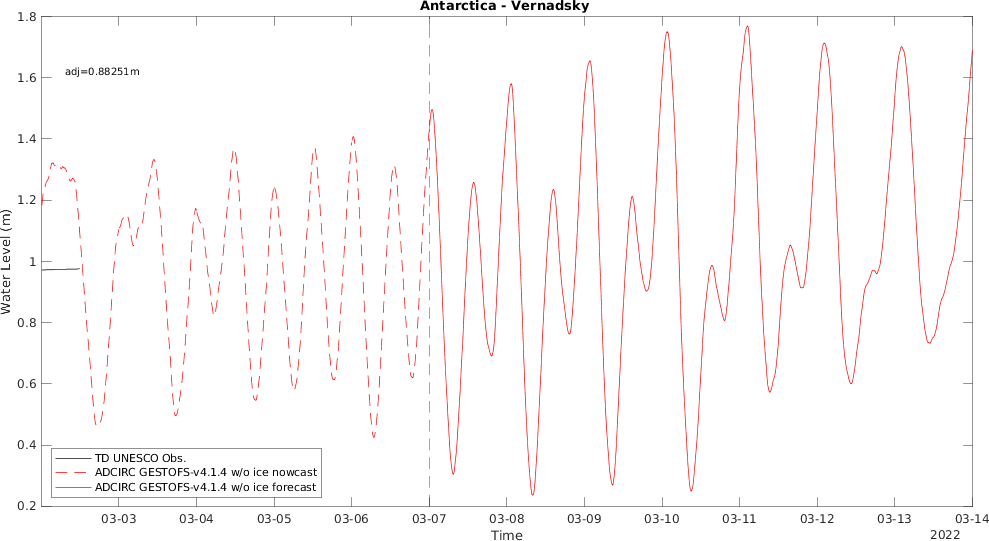 Antarctica - Vernadsky
1.8
1.6
1.4
1.2
1
0.8
0.6
0.4
0.2
Water Level (m)
adj=0.88251m
TD UNESCO Obs.
ADCIRC GESTOFS-v4.1.4 w/o ice nowcast
ADCIRC GESTOFS-v4.1.4 w/o ice forecast
03-03 03-04 03-05 03-06 03-07 03-08 03-09 03-10 03-11 03-12 03-13 03-14
Time
2022